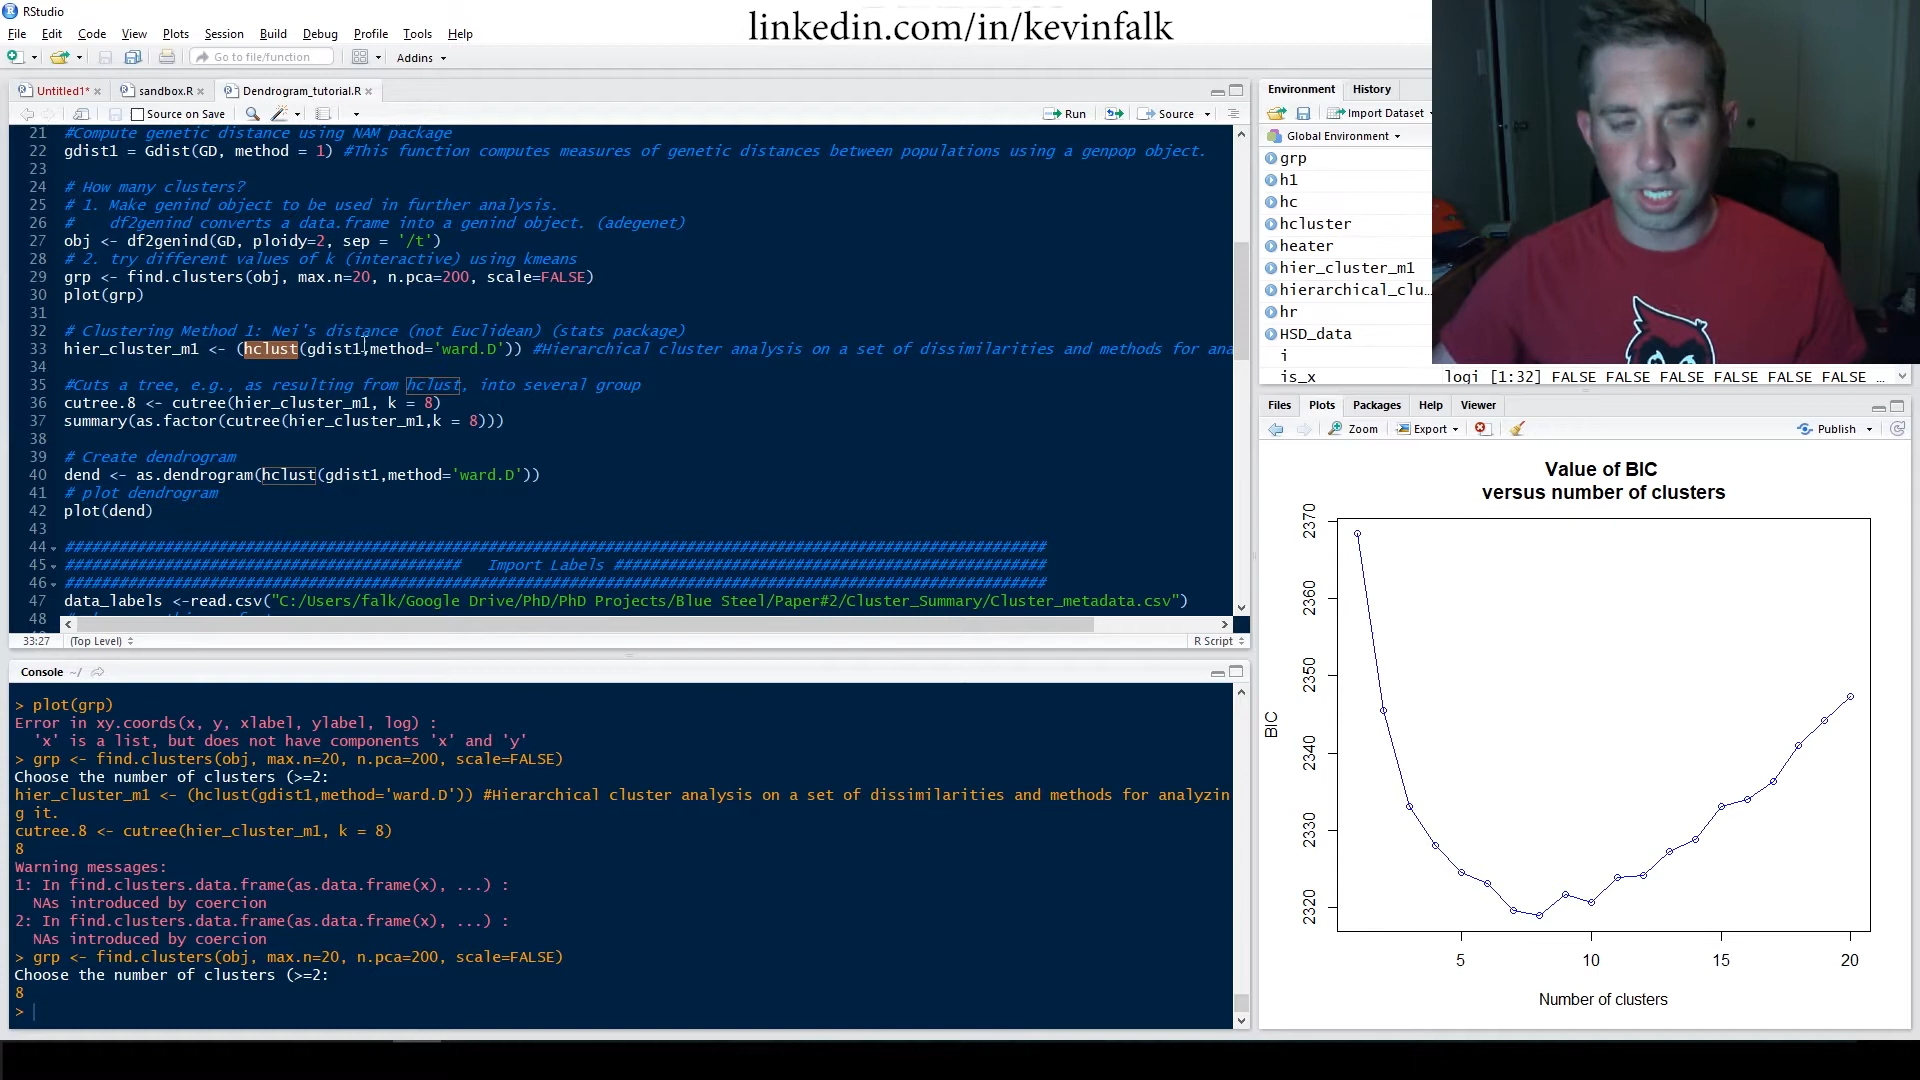 RStudio
linkedin.com/in/kevinfalk
File Edit Code View Plots Session Build Debug Profile Tools Help
Go to file/function Addins
Untitled1* sandbox.R Dendrogram_tutorial.R
Source on Save Run Source
21 #Compute genetic distance using NAM package
22 gdist1 = Gdist(GD, method = 1) #This function computes measures of genetic distances between populations using a genpop object.
23
24 # How many clusters?
25 # 1. Make genind object to be used in further analysis.
26 #    df2genind converts a data.frame into a genind object. (adegenet)
27 obj <- df2genind(GD, ploidy=2, sep = '/t')
28 # 2. try different values of k (interactive) using kmeans
29 grp <- find.clusters(obj, max.n=20, n.pca=200, scale=FALSE)
30 plot(grp)
31
32 # Clustering Method 1: Nei's distance (not Euclidean) (stats package)
33 hier_cluster_m1 <- (hclust(gdist1,method='ward.D')) #Hierarchical cluster analysis on a set of dissimilarities and methods for ana
34
35 #Cuts a tree, e.g., as resulting from hclust, into several group
36 cutree.8 <- cutree(hier_cluster_m1, k = 8)
37 summary(as.factor(cutree(hier_cluster_m1,k = 8)))
38
39 # Create dendrogram
40 dend <- as.dendrogram(hclust(gdist1,method='ward.D'))
41 # plot dendrogram
42 plot(dend)
43
44 #############################################################################################################
45 ############################################   Import Labels ################################################
46 #############################################################################################################
47 data_labels <-read.csv("C:/Users/falk/Google Drive/PhD/PhD Projects/Blue Steel/Paper#2/Cluster_Summary/Cluster_metadata.csv")
48
33:27 (Top Level) R Script
Console ~/
> plot(grp)
Error in xy.coords(x, y, xlabel, ylabel, log) :
  'x' is a list, but does not have components 'x' and 'y'
> grp <- find.clusters(obj, max.n=20, n.pca=200, scale=FALSE)
Choose the number of clusters (>=2:
hier_cluster_m1 <- (hclust(gdist1,method='ward.D')) #Hierarchical cluster analysis on a set of dissimilarities and methods for analyzin
g it.
cutree.8 <- cutree(hier_cluster_m1, k = 8)
8
Warning messages:
1: In find.clusters.data.frame(as.data.frame(x), ...) :
  NAs introduced by coercion
2: In find.clusters.data.frame(as.data.frame(x), ...) :
  NAs introduced by coercion
> grp <- find.clusters(obj, max.n=20, n.pca=200, scale=FALSE)
Choose the number of clusters (>=2:
8
>
Environment History
Import Dataset
Global Environment
grp
h1
hc
hcluster
heater
hier_cluster_m1
hierarchical_clu…
hr
HSD_data
i
is_x logi [1:32] FALSE FALSE FALSE FALSE FALSE FALSE …
Files Plots Packages Help Viewer
Zoom Export Publish
Value of BIC
versus number of clusters
2370
2360
2350
2340
2330
2320
BIC
5 10 15 20
Number of clusters